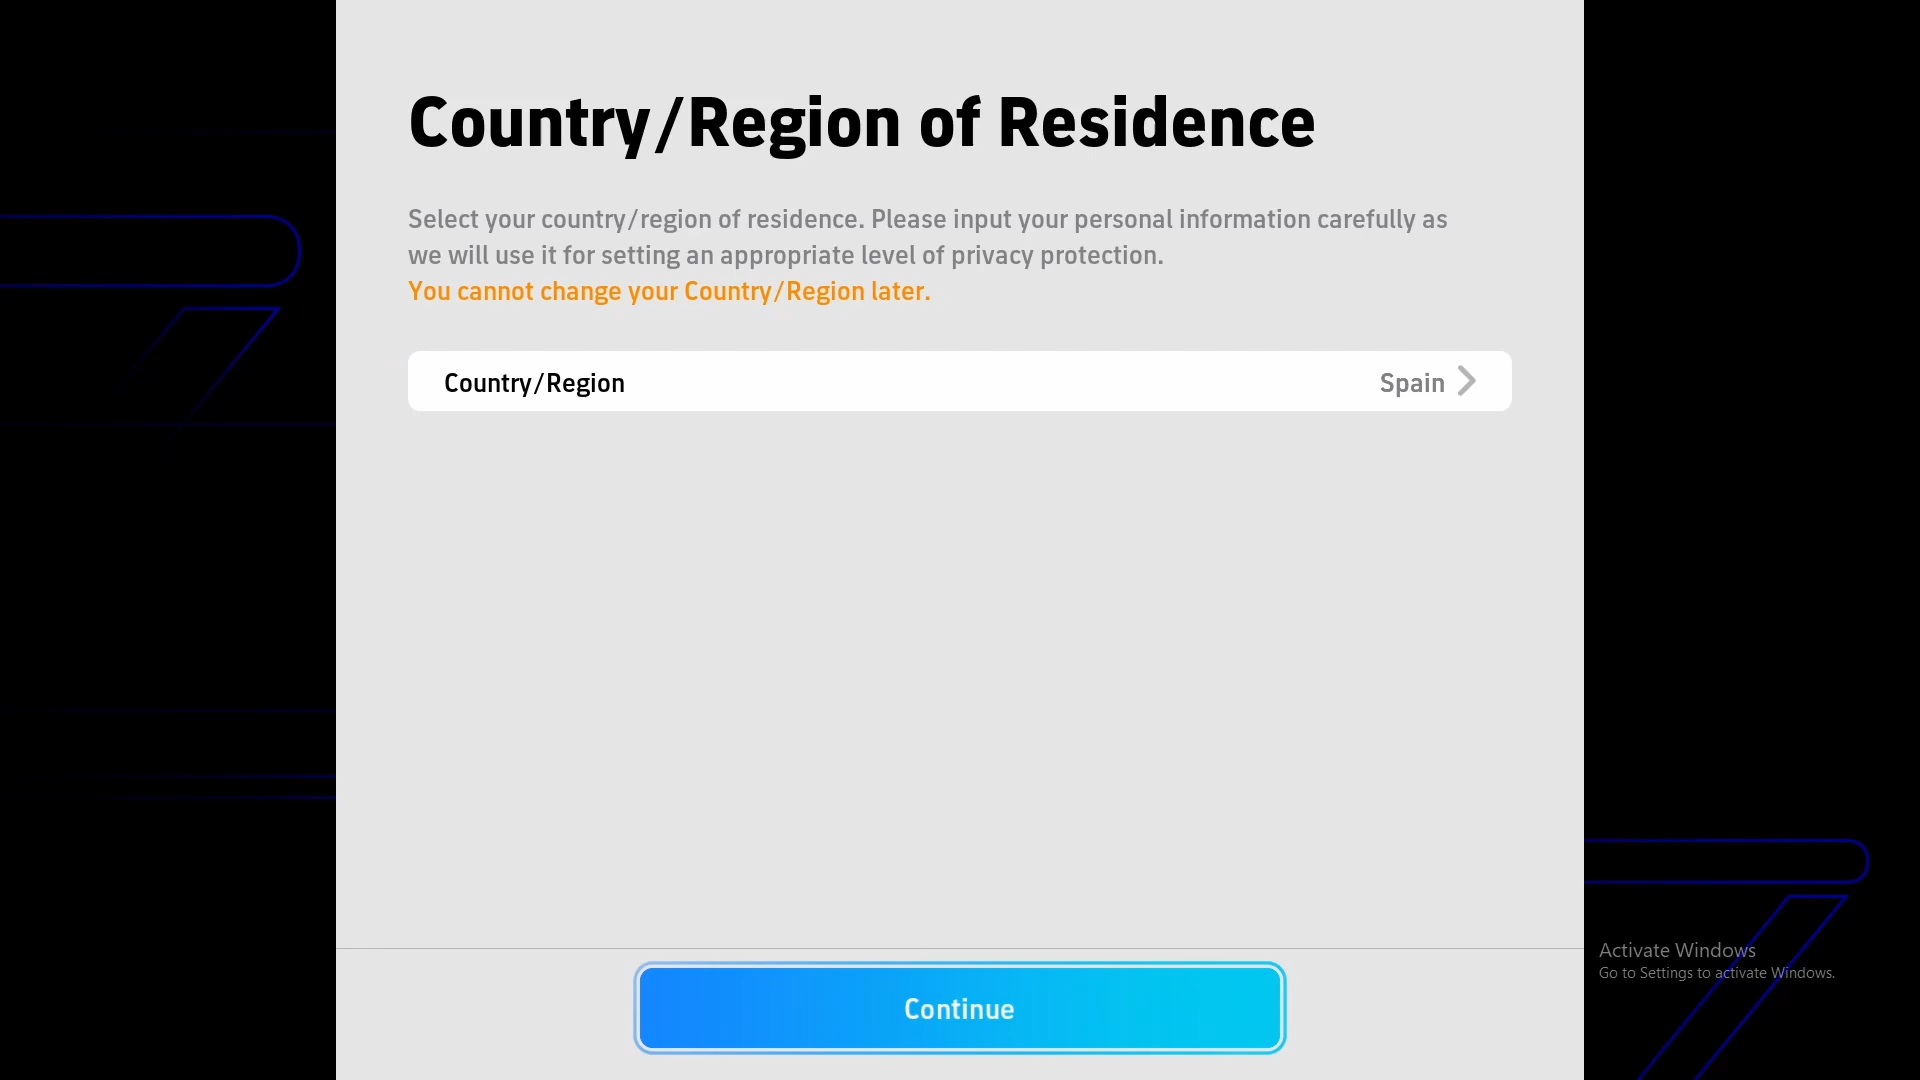 Country/Region of Residence
Select your country/region of residence. Please input your personal information carefully as
we will use it for setting an appropriate level of privacy protection.
You cannot change your Country/Region later.
Country/Region Spain
Continue
Activate Windows
Go to Settings to activate Windows.